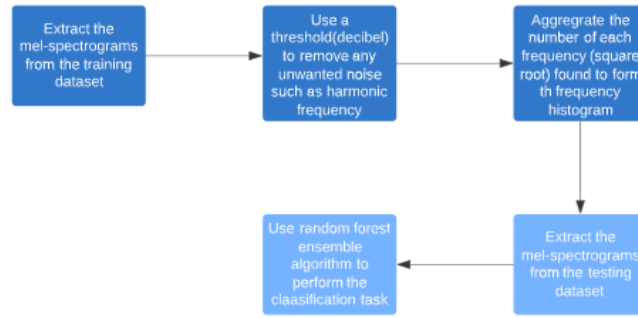 Extract the
mel-spectrograms
from the training
dataset
Use a
threshold(decibel)
to remove any
unwanted noise
such as harmonic
frequency
Aggregrate the
number of each
frequency (square
root) found to form
th frequency
histogram
Use random forest
ensemble
algorithm to
perform the
claasification task
Extract the
mel-spectrograms
from the testing
dataset